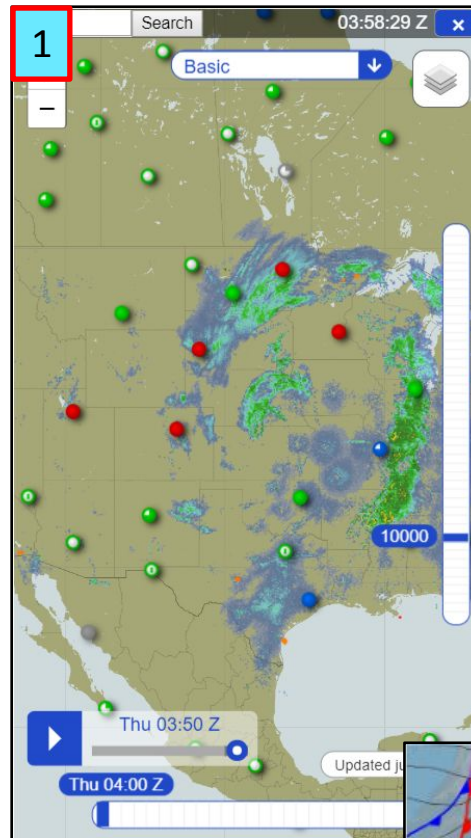 1
Search
03:58:29 Z
×
Basic
−
10000
Thu 03:50 Z
Updated ju
Thu 04:00 Z